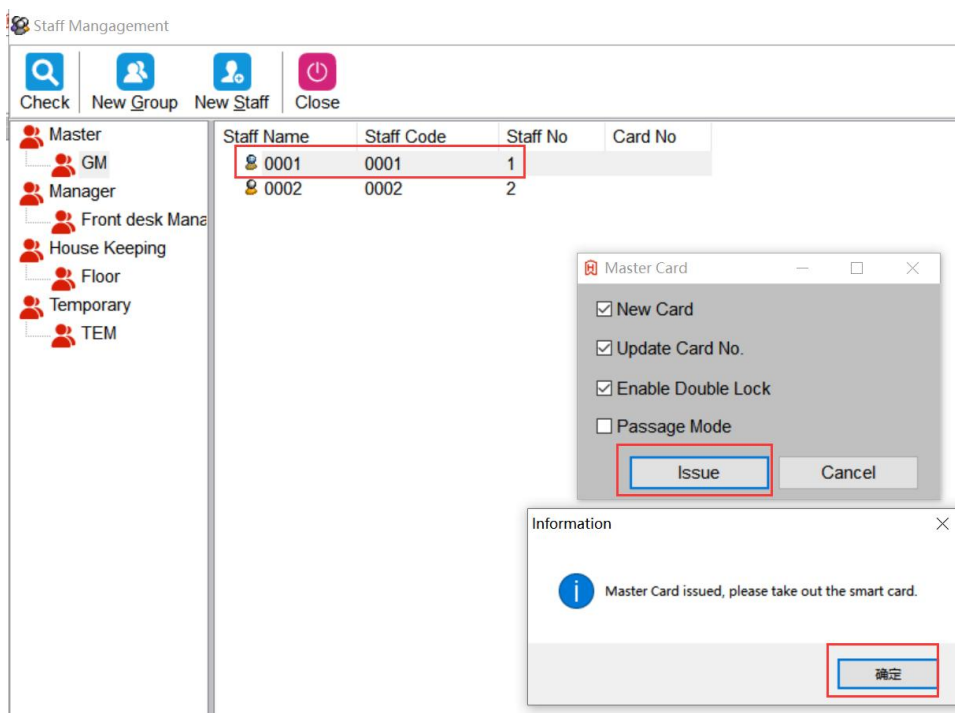 Staff Mangagement
Check New Group New Staff Close
Master
GM
Manager
Front desk Mana
House Keeping
Floor
Temporary
TEM
Staff Name Staff Code Staff No Card No
0001 0001 1
0002 0002 2
Master Card
New Card
Update Card No.
Enable Double Lock
Passage Mode
Issue Cancel
Information
Master Card issued, please take out the smart card.
确定